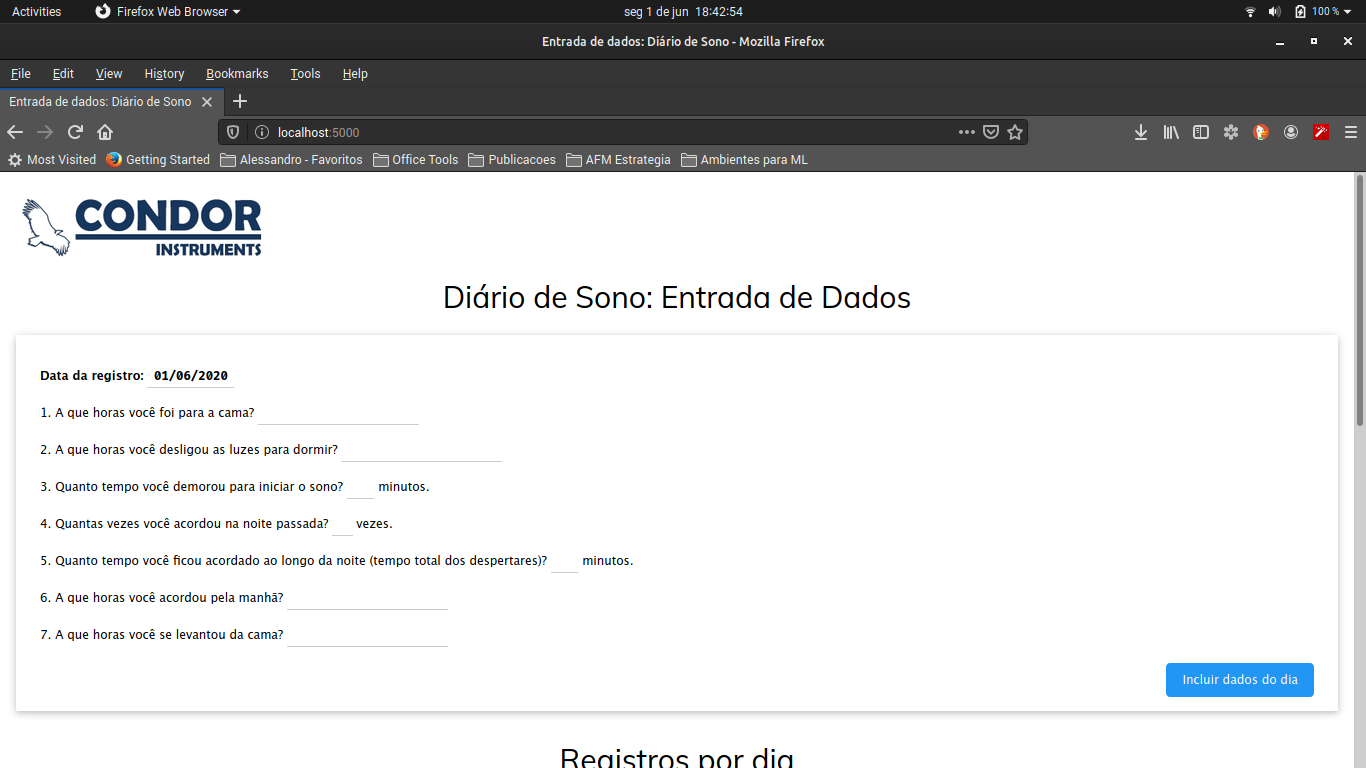 Activities Firefox Web Browser seg 1 de jun 18:42:54 100 %
Entrada de dados: Diário de Sono - Mozilla Firefox
File Edit View History Bookmarks Tools Help
Entrada de dados: Diário de Sono
localhost:5000
Most Visited Getting Started Alessandro - Favoritos Office Tools Publicacoes AFM Estrategia Ambientes para ML
CONDOR
INSTRUMENTS
Diário de Sono: Entrada de Dados
Data da registro: 01/06/2020
1. A que horas você foi para a cama?
2. A que horas você desligou as luzes para dormir?
3. Quanto tempo você demorou para iniciar o sono? minutos.
4. Quantas vezes você acordou na noite passada? vezes.
5. Quanto tempo você ficou acordado ao longo da noite (tempo total dos despertares)? minutos.
6. A que horas você acordou pela manhã?
7. A que horas você se levantou da cama?
Incluir dados do dia
Registros por dia